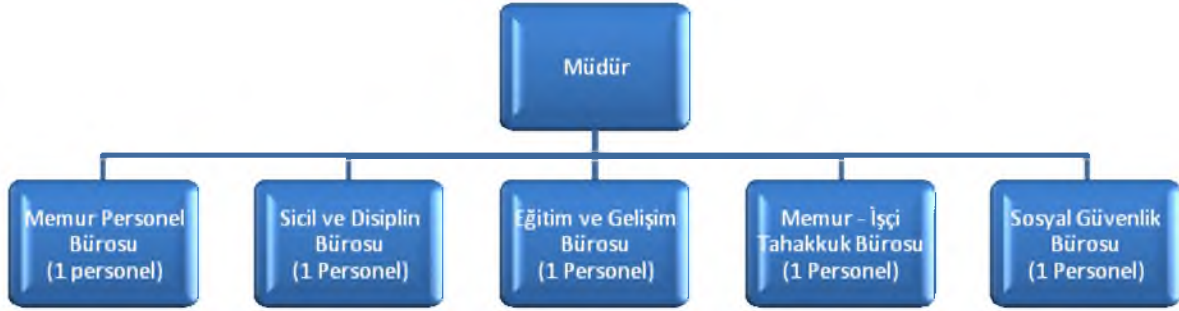 Müdür
Memur Personel
Bürosu
(1 personel)
Sicil ve Disiplin
Bürosu
(1 Personel)
Eğitim ve Gelişim
Bürosu
(1 Personel)
Memur - İşçi
Tahakkuk Bürosu
(1 Personel)
Sosyal Güvenlik
Bürosu
(1 Personel)